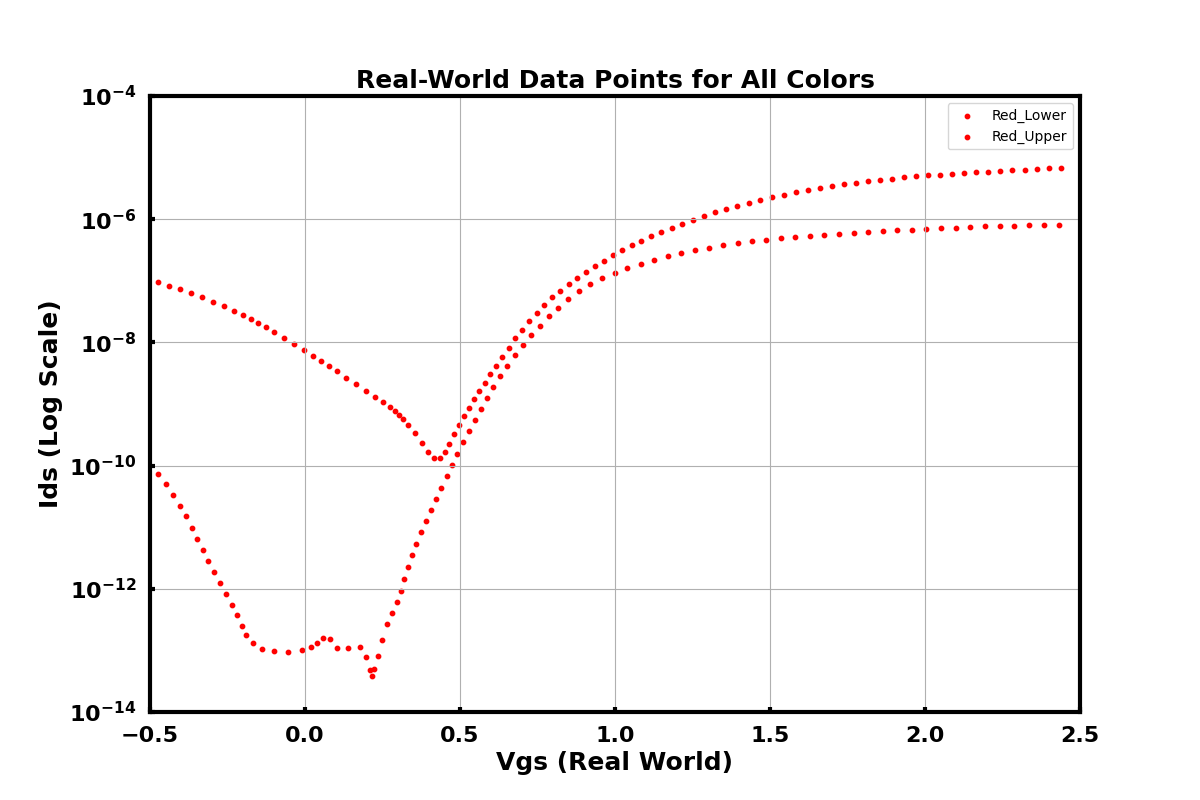 Real-World Data Points for All Colors
Red_Lower
Red_Upper
10⁻⁴
10⁻⁶
10⁻⁸
10⁻¹⁰
10⁻¹²
10⁻¹⁴
Ids (Log Scale)
−0.5 0.0 0.5 1.0 1.5 2.0 2.5
Vgs (Real World)